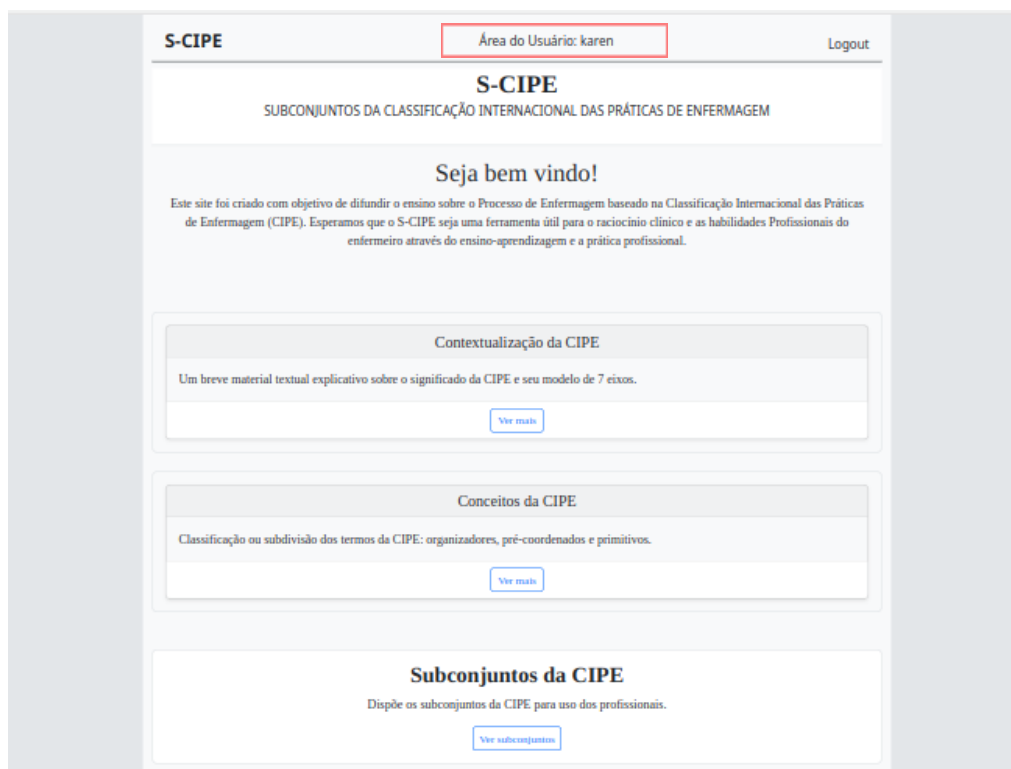 S-CIPE
Área do Usuário: karen
Logout
S-CIPE
SUBCONJUNTOS DA CLASSIFICAÇÃO INTERNACIONAL DAS PRÁTICAS DE ENFERMAGEM
Seja bem vindo!
Este site foi criado com objetivo de difundir o ensino sobre o Processo de Enfermagem baseado na Classificação Internacional das Práticas
de Enfermagem (CIPE). Esperamos que o S-CIPE seja uma ferramenta útil para o raciocínio clínico e as habilidades Profissionais do
enfermeiro através do ensino-aprendizagem e a prática profissional.
Contextualização da CIPE
Um breve material textual explicativo sobre o significado da CIPE e seu modelo de 7 eixos.
Ver mais
Conceitos da CIPE
Classificação ou subdivisão dos termos da CIPE: organizadores, pré-coordenados e primitivos.
Ver mais
Subconjuntos da CIPE
Dispõe os subconjuntos da CIPE para uso dos profissionais.
Ver subconjuntos